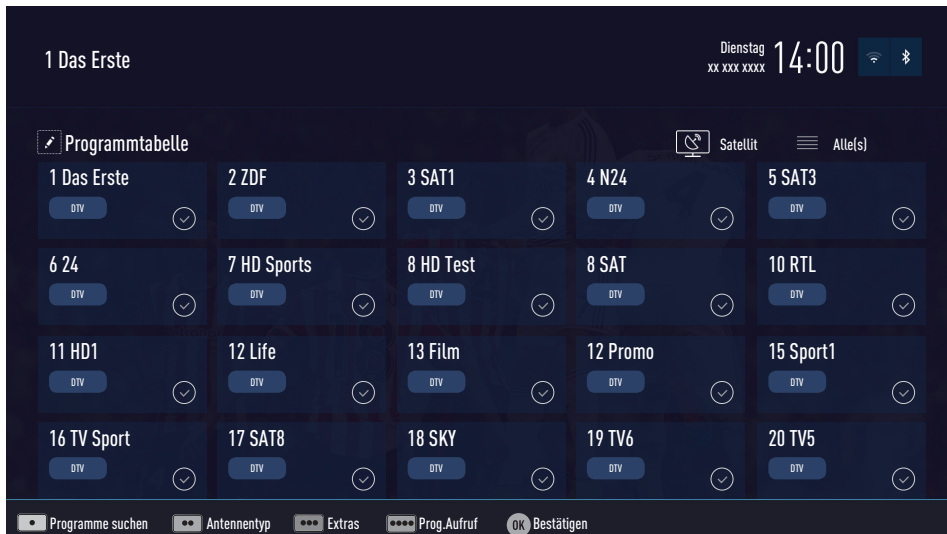 1 Das Erste
Dienstag
xx xxx xxxx
14:00
Programmtabelle
Satellit
Alle(s)
1 Das Erste
2 ZDF
3 SAT1
4 N24
5 SAT3
DTV
DTV
DTV
DTV
DTV
6 24
7 HD Sports
8 HD Test
8 SAT
10 RTL
DTV
DTV
DTV
DTV
DTV
11 HD1
12 Life
13 Film
12 Promo
15 Sport1
DTV
DTV
DTV
DTV
DTV
16 TV Sport
17 SAT8
18 SKY
19 TV6
20 TV5
DTV
DTV
DTV
DTV
DTV
Programme suchen
Antennentyp
Extras
Prog.Aufruf
OK Bestätigen